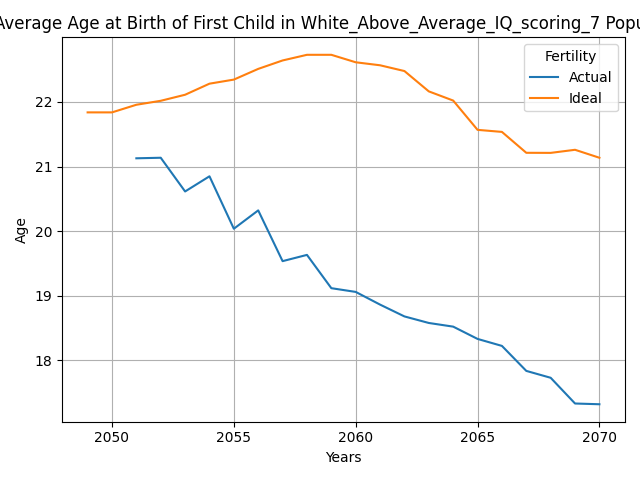 Average Age at Birth of First Child in White_Above_Average_IQ_scoring_7 Popu
Fertility
Actual
Ideal
22
21
20
19
18
Age
2050 2055 2060 2065 2070
Years